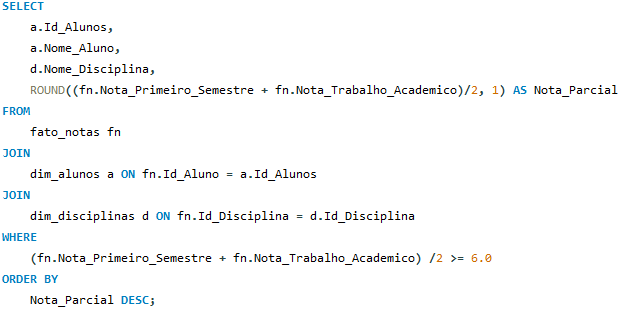 SELECT
a.Id_Alunos,
a.Nome_Aluno,
d.Nome_Disciplina,
ROUND((fn.Nota_Primeiro_Semestre + fn.Nota_Trabalho_Academico)/2, 1) AS Nota_Parcial
FROM
fato_notas fn
JOIN
dim_alunos a ON fn.Id_Aluno = a.Id_Alunos
JOIN
dim_disciplinas d ON fn.Id_Disciplina = d.Id_Disciplina
WHERE
(fn.Nota_Primeiro_Semestre + fn.Nota_Trabalho_Academico) /2 >= 6.0
ORDER BY
Nota_Parcial DESC;